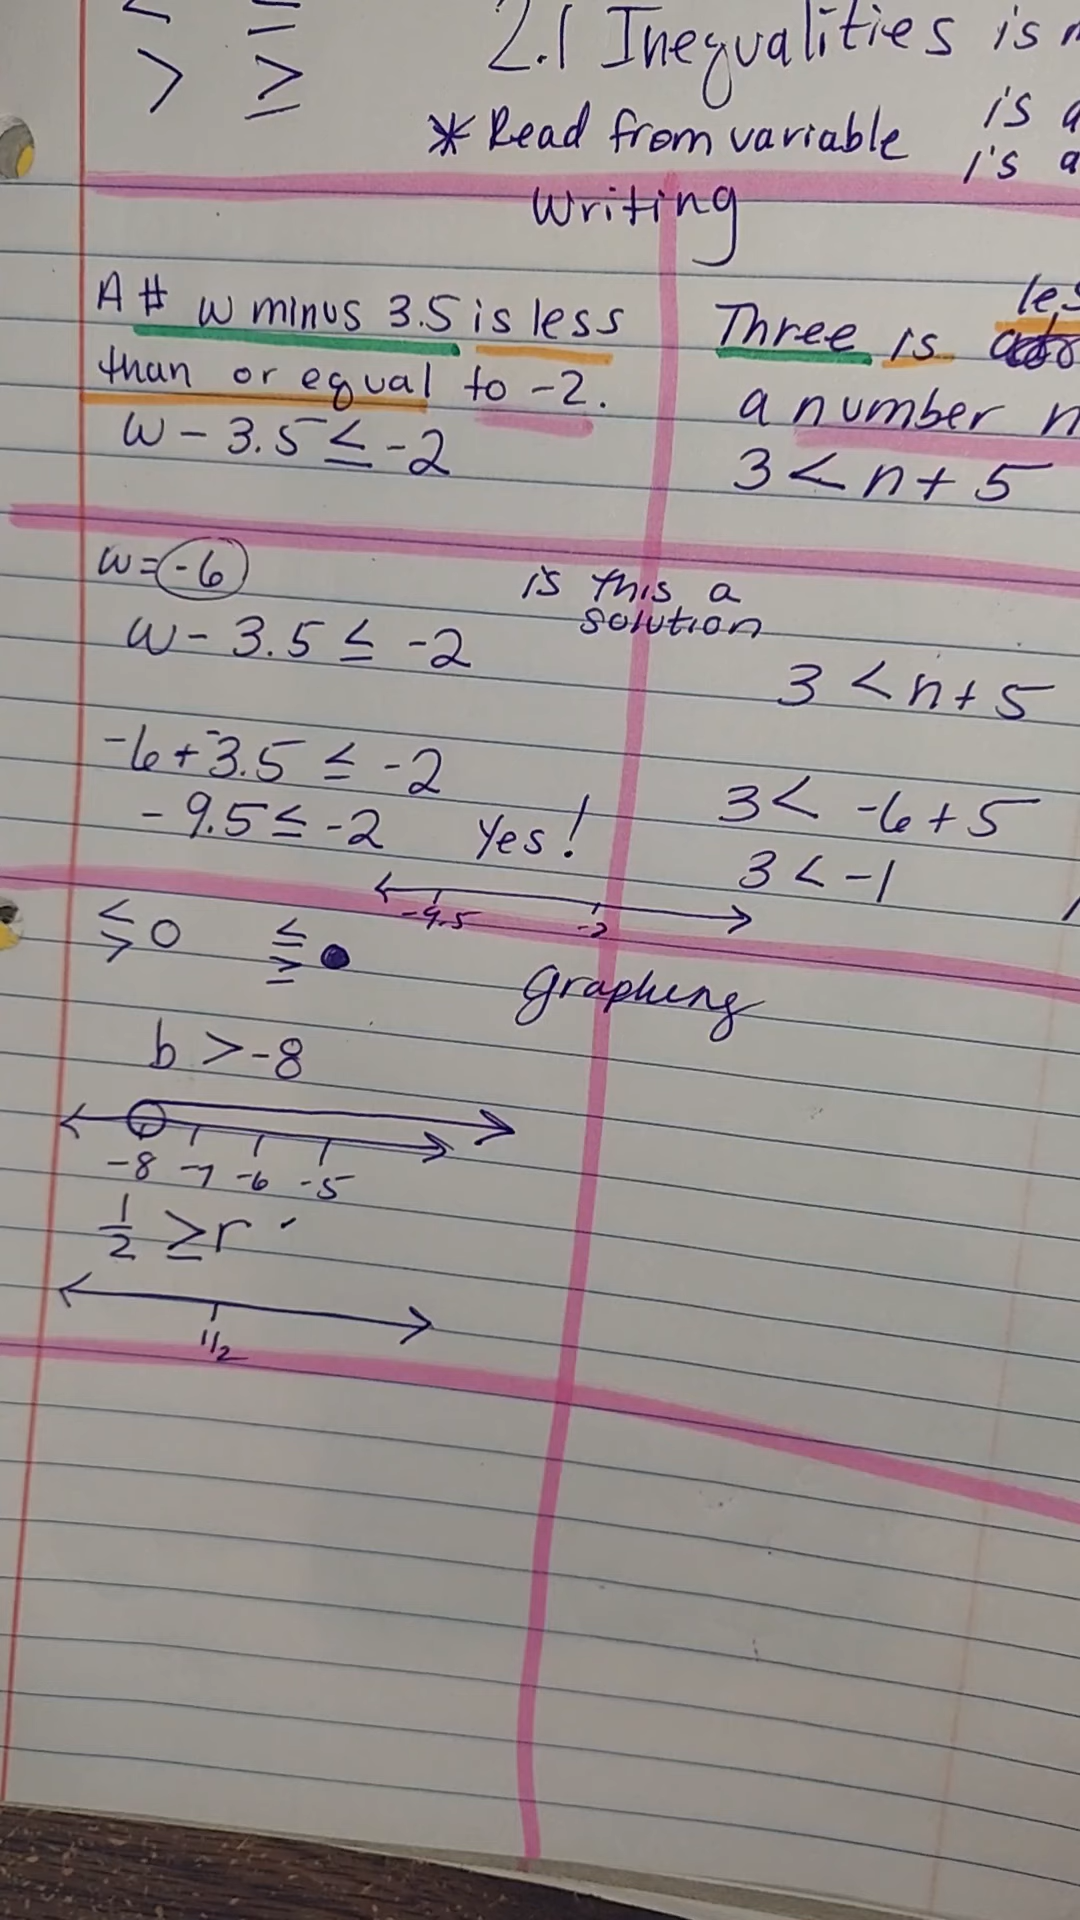 < =
> ≥
2.1 Inequalities is
* Read from variable
is a
is a
Writing
A # w minus 3.5 is less
than or equal to -2.
w - 3.5 ≤ -2
Three is
a number n
3 < n + 5
w = -6
is this a
solution
w - 3.5 ≤ -2
3 < n + 5
-6 + -3.5 ≤ -2
3 < -6 + 5
-9.5 ≤ -2 Yes!
3 < -1
-9.5 -2
< > ○ ≤ ≥ ●
Graphing
b > -8
-8 -7 -6 -5
1/2 ≥ r
1/2